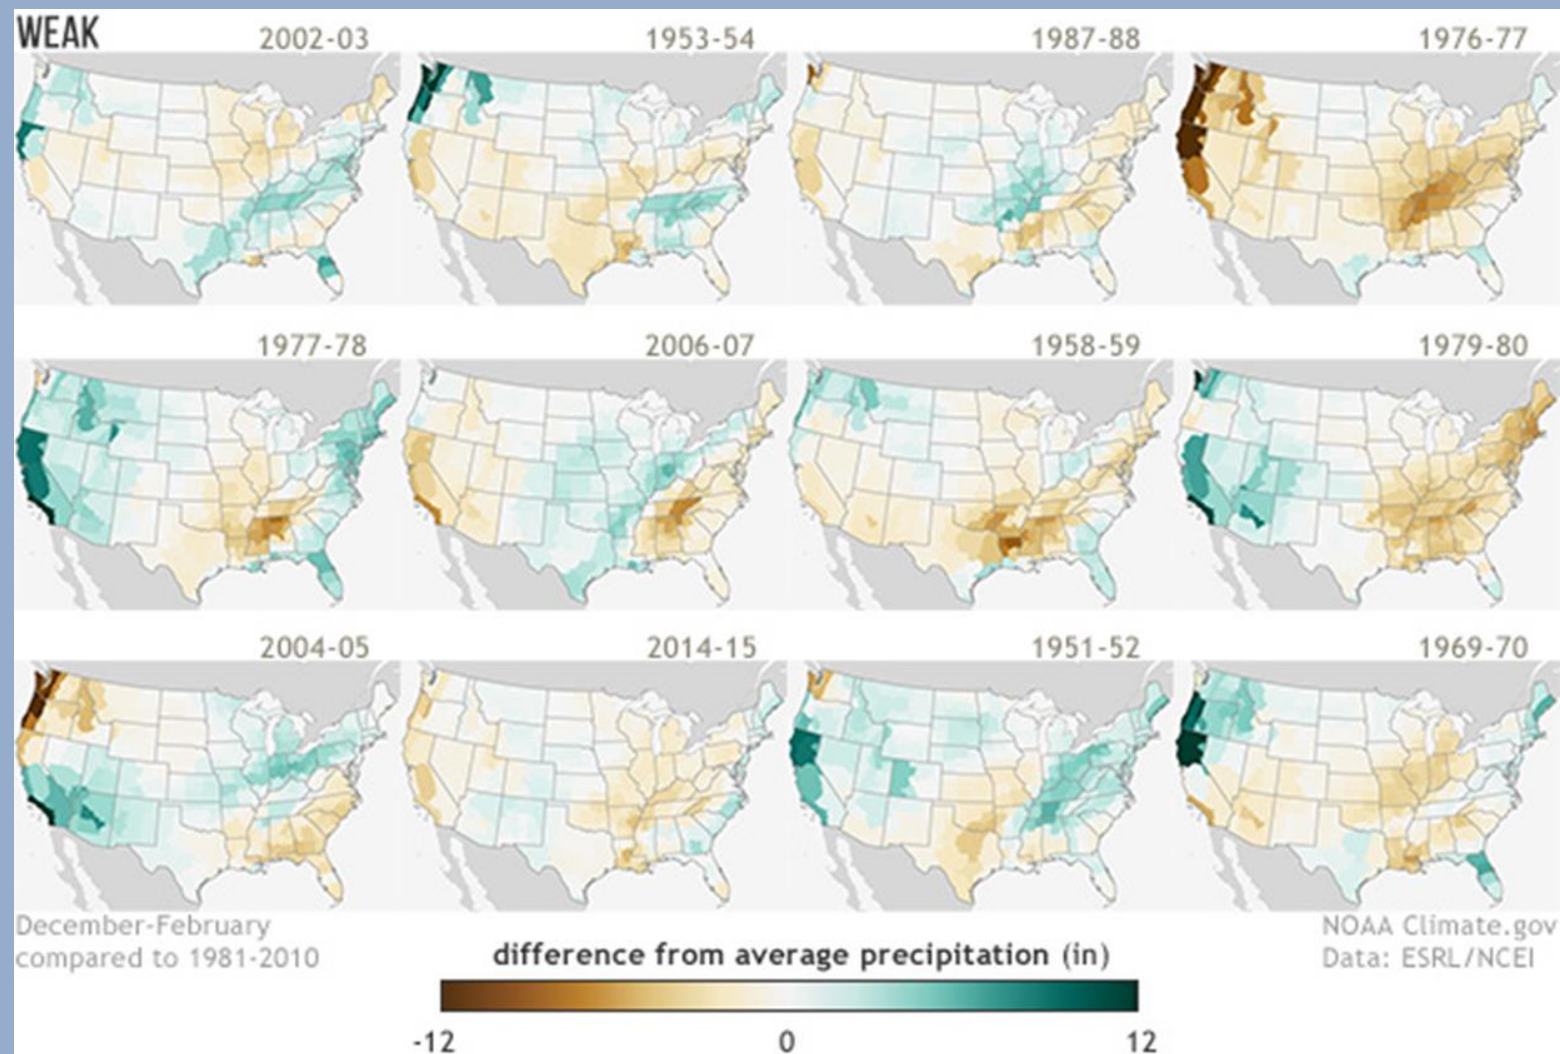 WEAK
2002-03
1953-54
1987-88
1976-77
1977-78
2006-07
1958-59
1979-80
2004-05
2014-15
1951-52
1969-70
December-February
compared to 1981-2010
difference from average precipitation (in)
-12
0
12
NOAA Climate.gov
Data: ESRL/NCEI